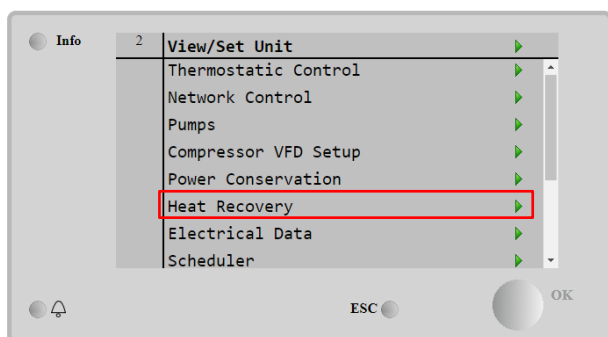 Info
2 View/Set Unit
Thermostatic Control
Network Control
Pumps
Compressor VFD Setup
Power Conservation
Heat Recovery
Electrical Data
Scheduler
ESC
OK